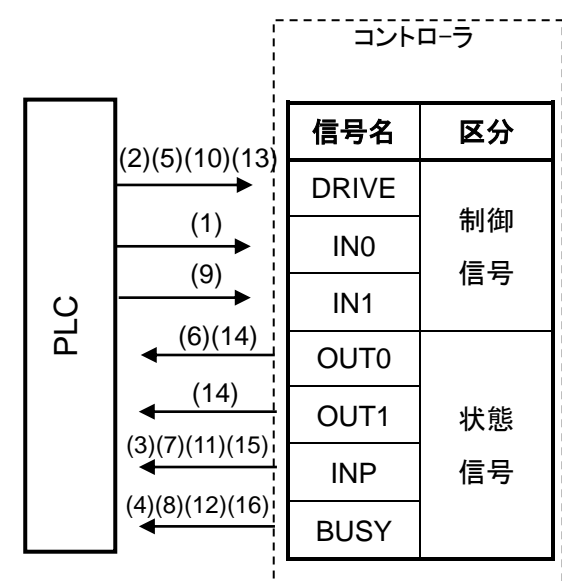 コントローラ
信号名 区分
(2)(5)(10)(13)
DRIVE
(1)
IN0
制御
信号
(9)
IN1
PLC
(6)(14)
OUT0
(14)
OUT1
状態
信号
(3)(7)(11)(15)
INP
(4)(8)(12)(16)
BUSY